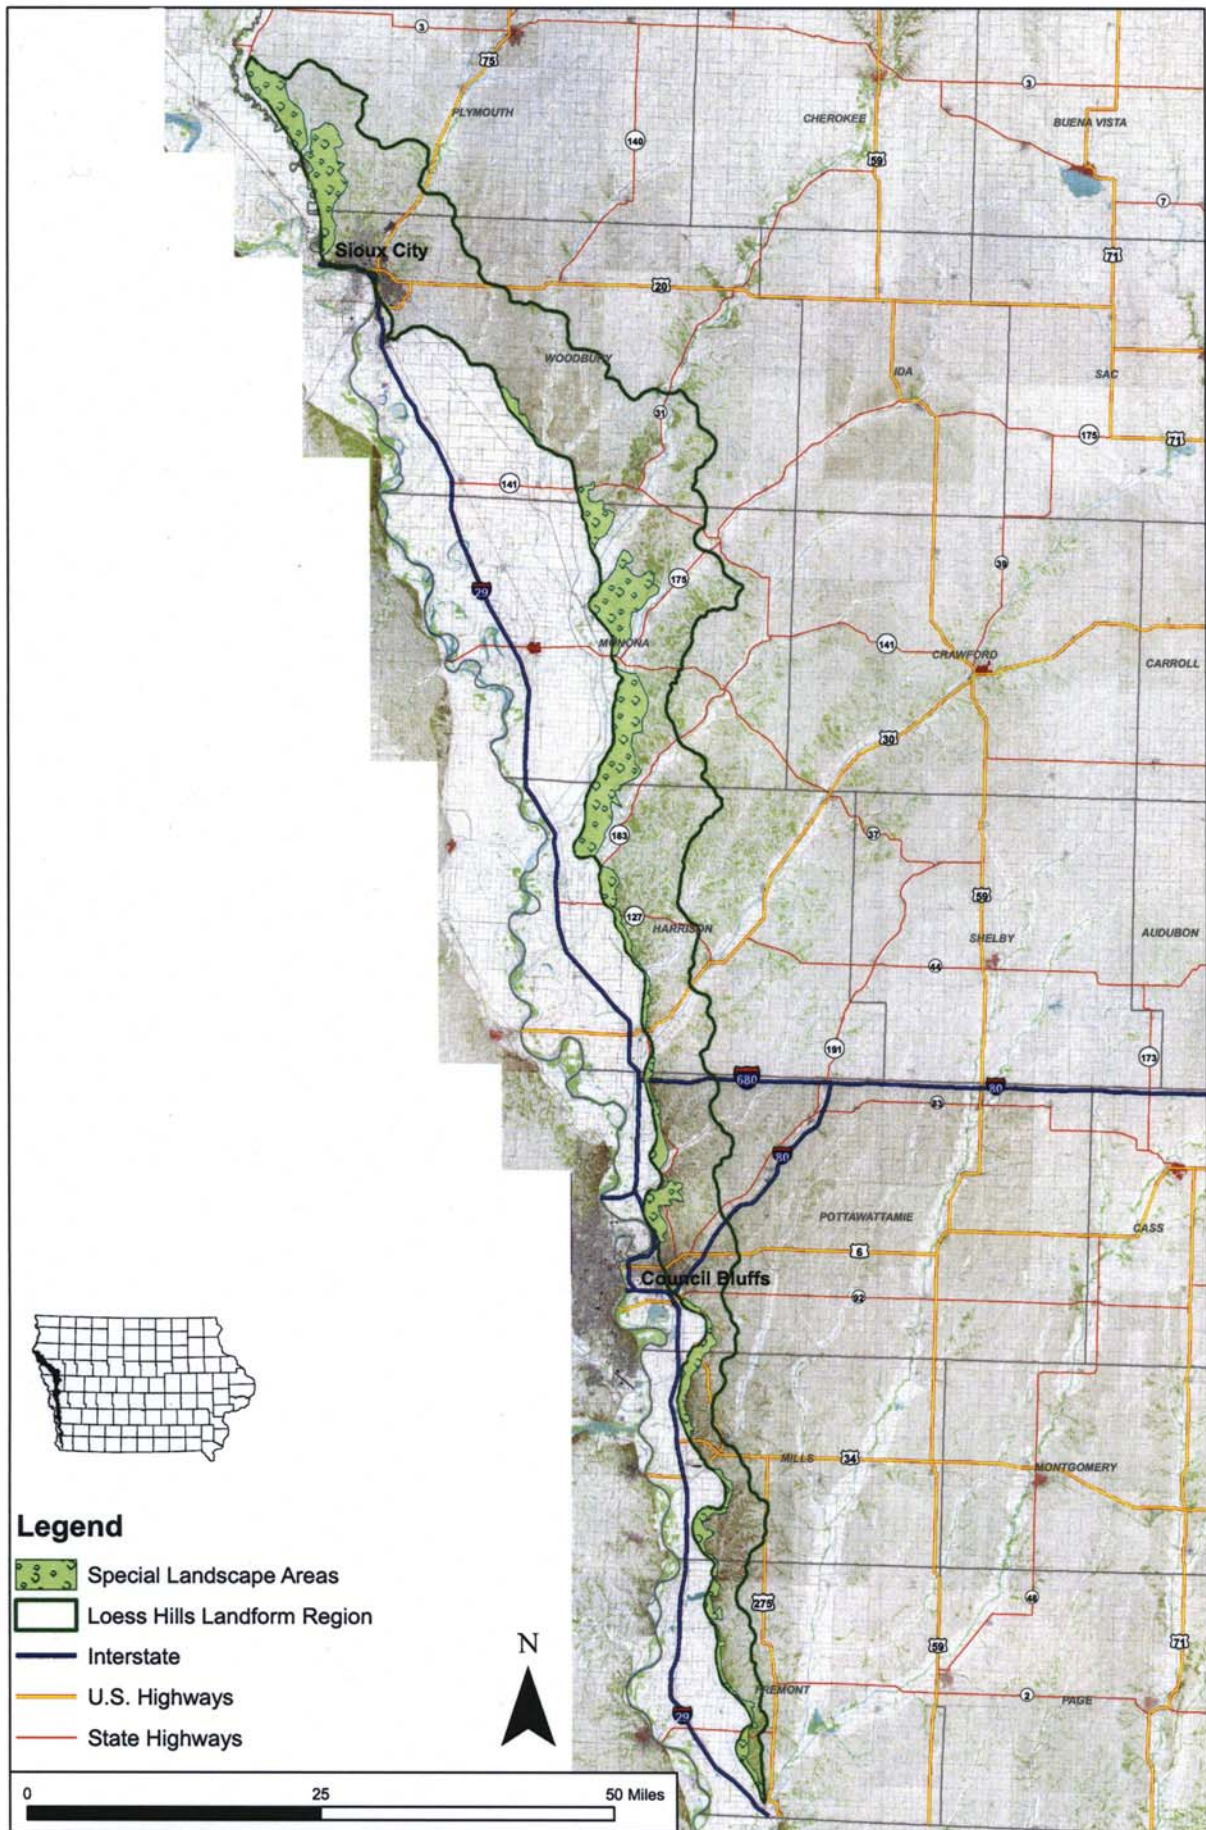 3
75
PLYMOUTH
CHEROKEE
3
BUENA VISTA
140
59
7
Sioux City
71
20
WOODBURY
IDA
SAC
31
175
71
141
39
29
175
MONONA
141
CRAWFORD
CARROLL
30
183
37
59
127
HARRISON
SHELBY
AUDUBON
44
191
173
680
80
83
80
POTTAWATTAMIE
CASS
6
Council Bluffs
92
MILLS
34
MONTGOMERY
275
48
59
71
FREMONT
2
PAGE
29
Legend
Special Landscape Areas
Loess Hills Landform Region
Interstate
U.S. Highways
State Highways
N
0 25 50 Miles